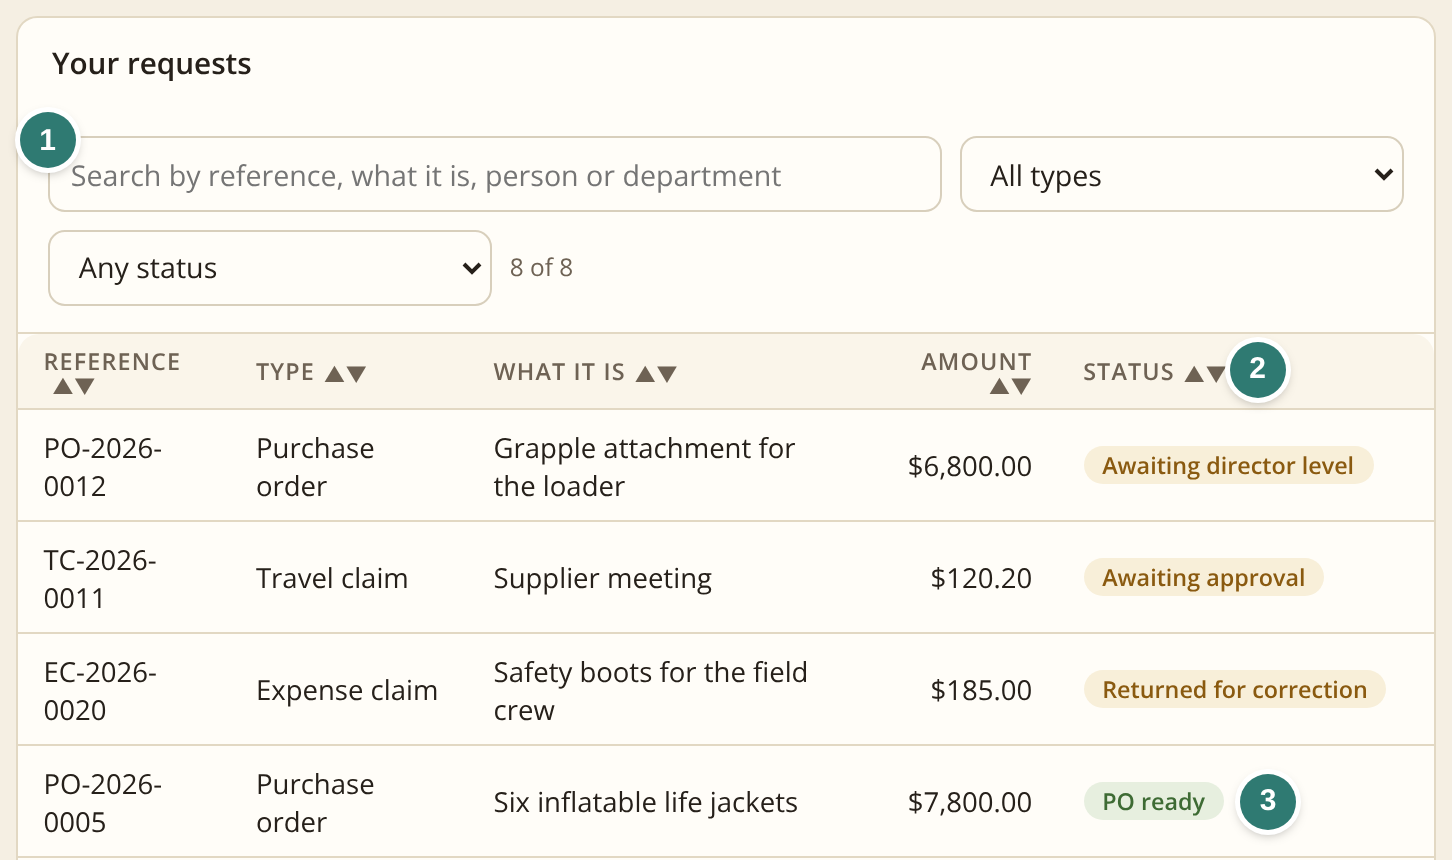 Your requests
1
Search by reference, what it is, person or department
All types
Any status
8 of 8
REFERENCE ▲▼
TYPE ▲▼
WHAT IT IS ▲▼
AMOUNT ▲▼
STATUS ▲▼
2
PO-2026-
0012
Purchase
order
Grapple attachment for
the loader
$6,800.00
Awaiting director level
TC-2026-
0011
Travel claim
Supplier meeting
$120.20
Awaiting approval
EC-2026-
0020
Expense claim
Safety boots for the field
crew
$185.00
Returned for correction
PO-2026-
0005
Purchase
order
Six inflatable life jackets
$7,800.00
PO ready
3